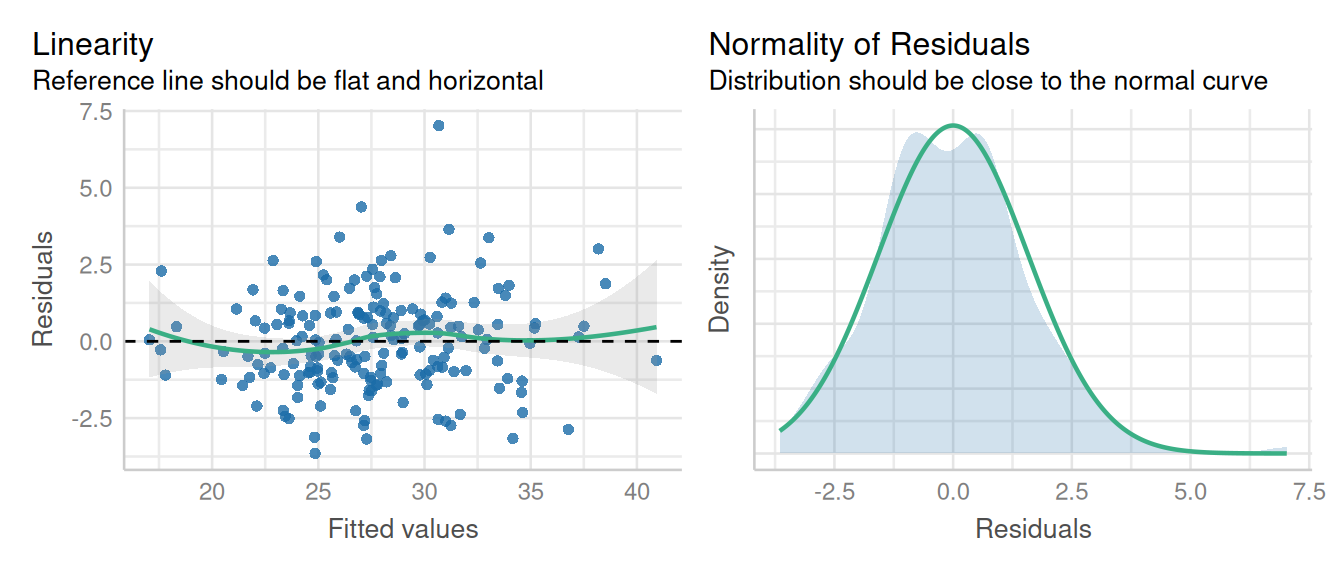 Linearity
Reference line should be flat and horizontal
7.5
5.0
2.5
0.0
-2.5
Residuals
20 25 30 35 40
Fitted values
Normality of Residuals
Distribution should be close to the normal curve
Density
-2.5 0.0 2.5 5.0 7.5
Residuals